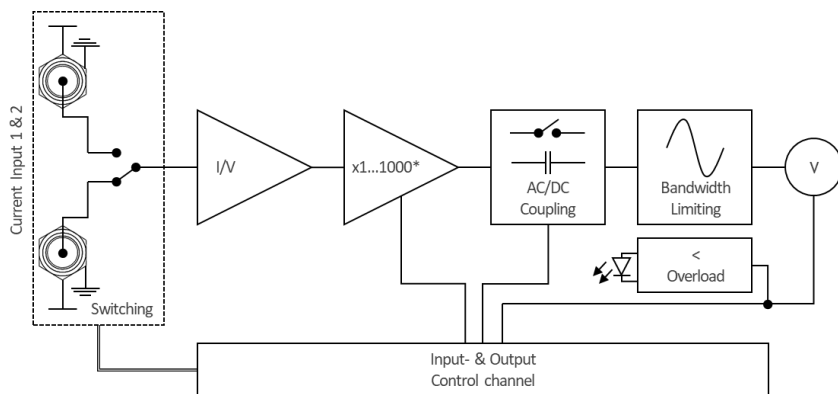 Current Input 1 & 2
Switching
I/V
x1...1000*
AC/DC
Coupling
Bandwidth
Limiting
V
<
Overload
Input- & Output
Control channel